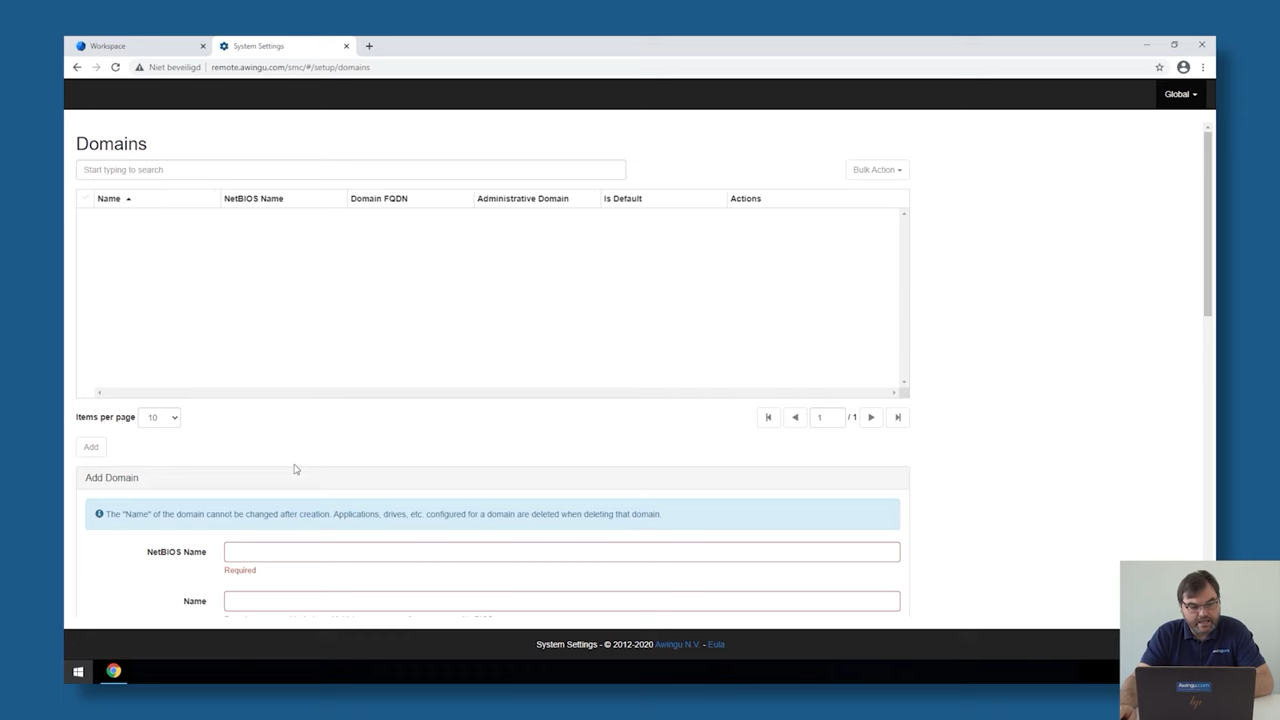 Workspace
System Settings
Niet beveiligd
remote.awingu.com/smc/#/setup/domains
Global
Domains
Start typing to search
Bulk Action
Name NetBIOS Name Domain FQDN Administrative Domain Is Default Actions
Items per page 10
1 / 1
Add
Add Domain
The "Name" of the domain cannot be changed after creation. Applications, drives, etc. configured for a domain are deleted when deleting that domain.
NetBIOS Name
Required
Name
System Settings - © 2012-2020 Awingu N.V. - Eula
Awingu.com
hp